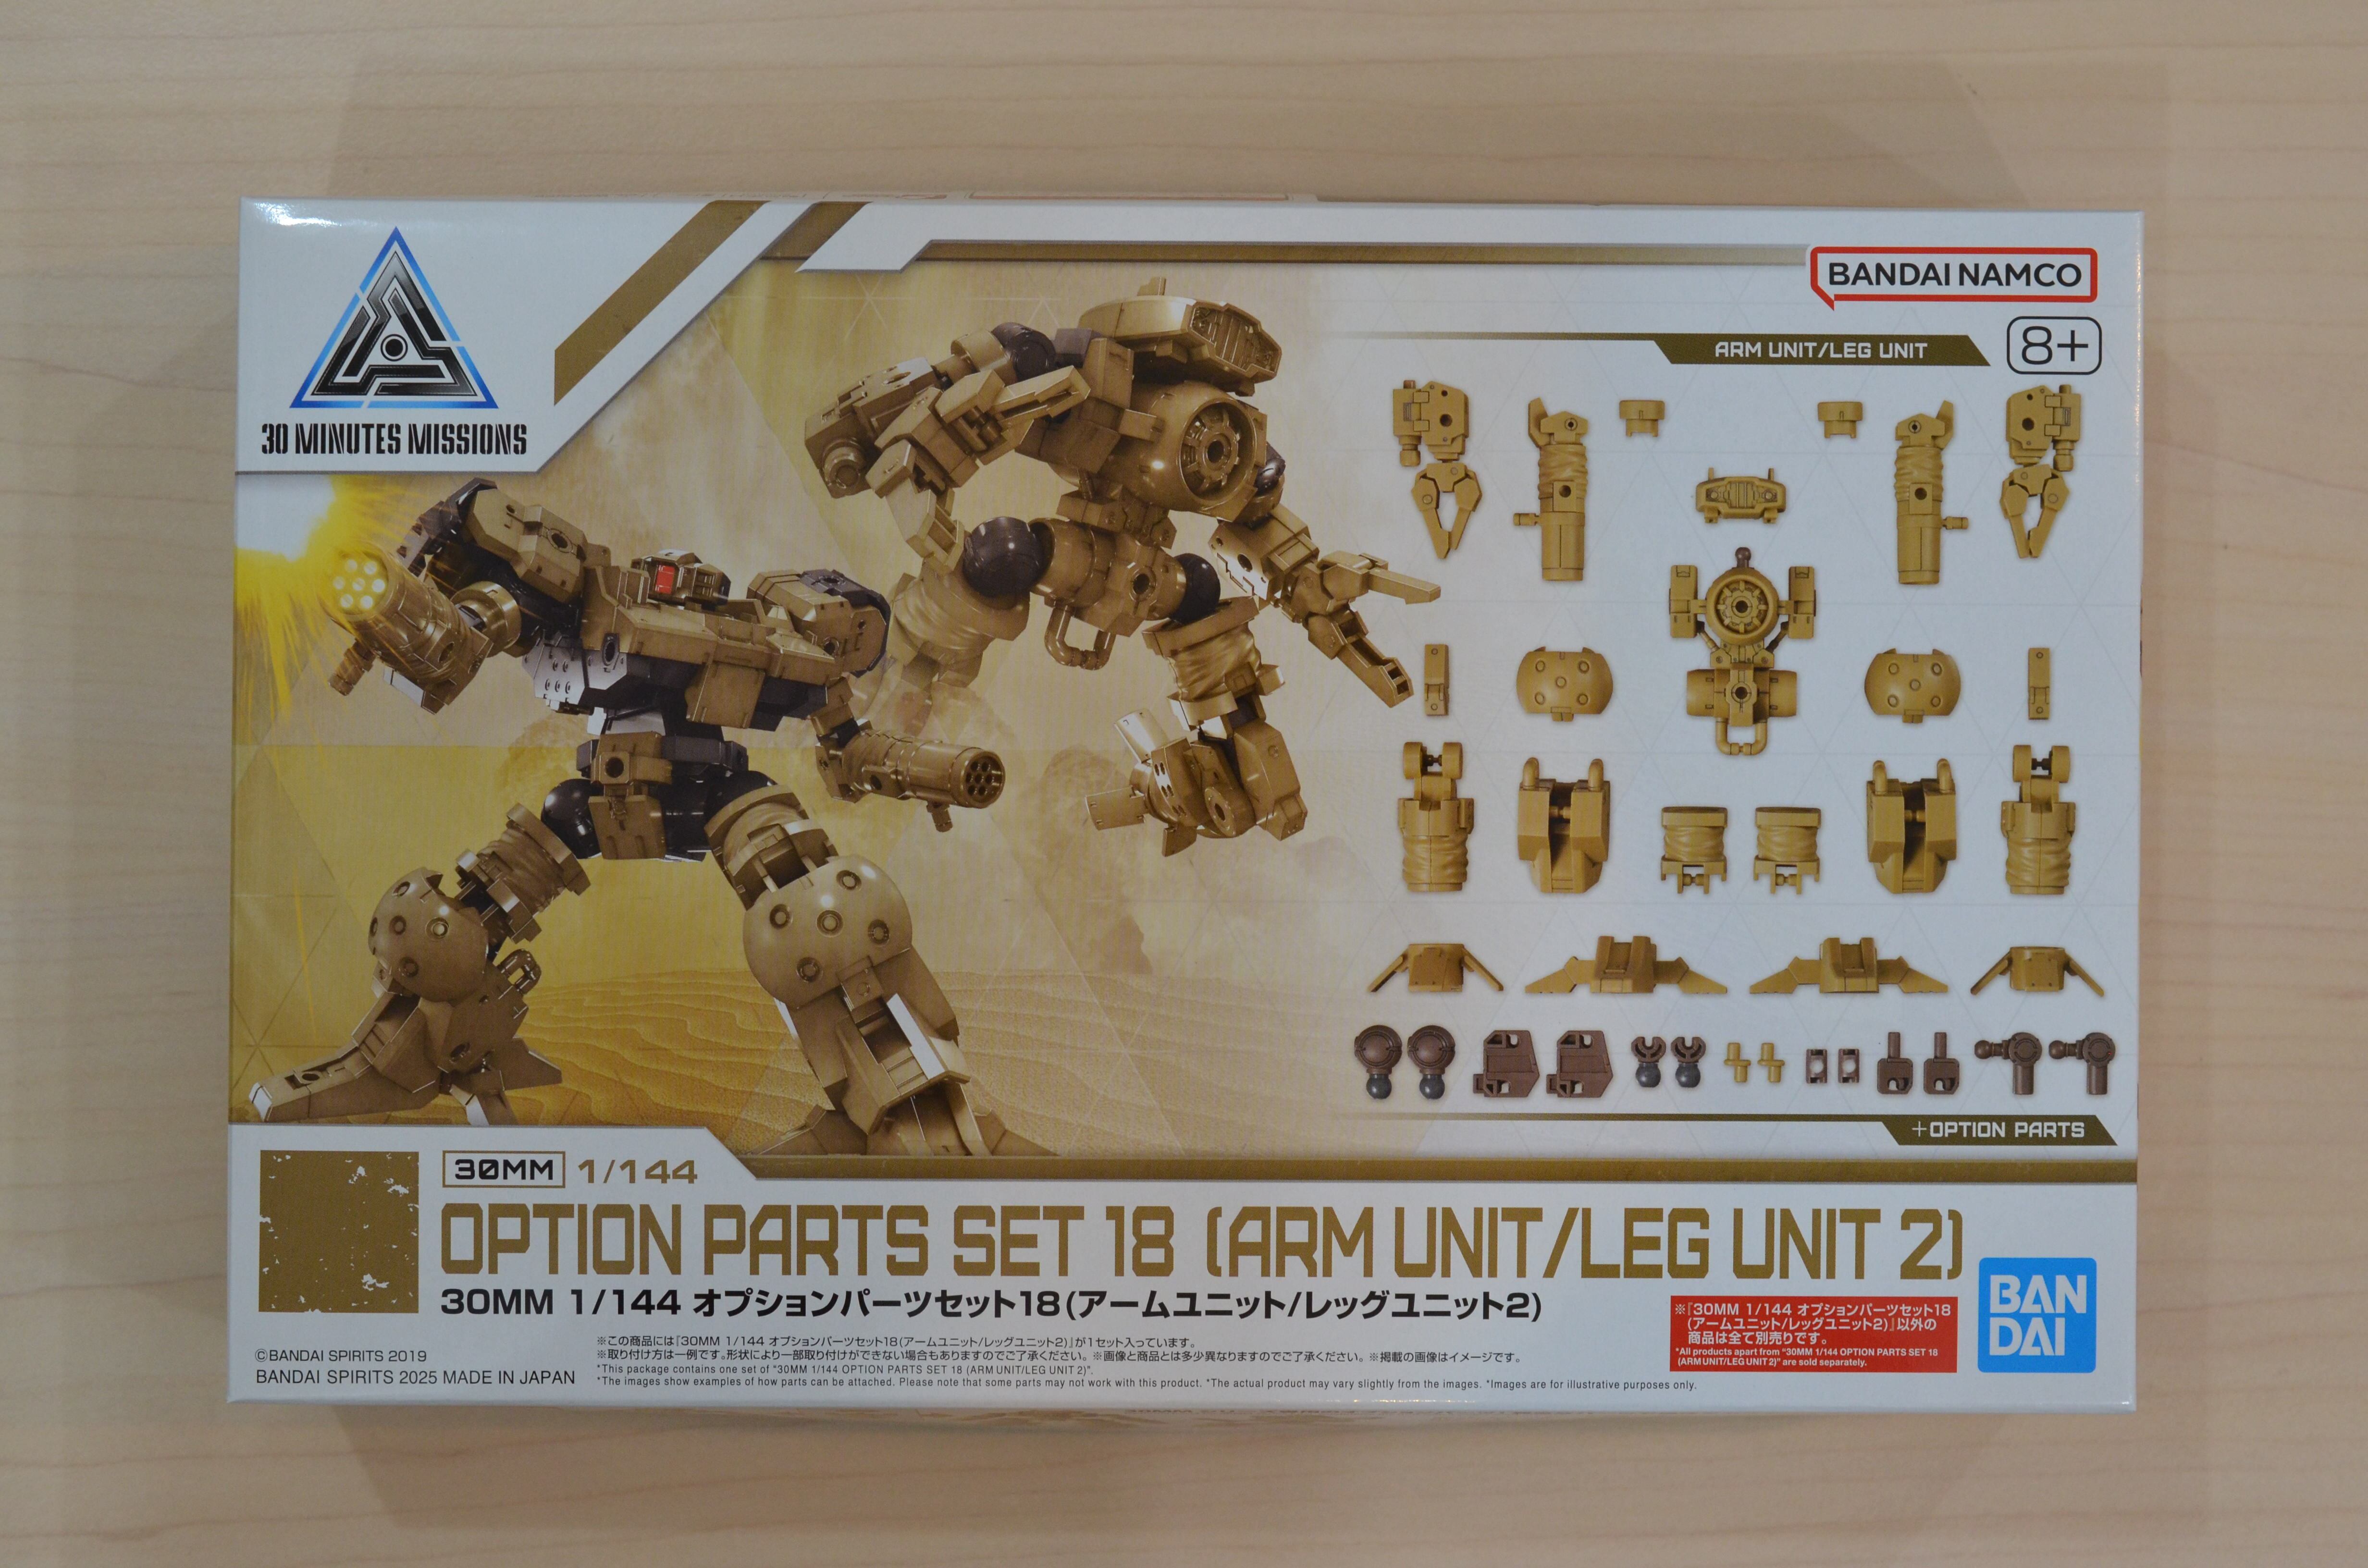 30 MINUTES MISSIONS
BANDAI NAMCO
ARM UNIT/LEG UNIT
8+
+OPTION PARTS
30MM 1/144
OPTION PARTS SET 18 (ARM UNIT/LEG UNIT 2)
30MM 1/144 オプションパーツセット18(アームユニット/レッグユニット2)
※『30MM 1/144 オプションパーツセット18
(アームユニット/レッグユニット2)』以外の
商品は全て別売りです。
*All products apart from "30MM 1/144 OPTION PARTS SET 18
(ARM UNIT/LEG UNIT 2)" are sold separately.
BAN
DAI
©BANDAI SPIRITS 2019
BANDAI SPIRITS 2025 MADE IN JAPAN
※この商品には『30MM 1/144 オプションパーツセット18(アームユニット/レッグユニット2)』が1セット入っています。
※取り付け方は一例です。形状により一部取り付けができない場合もありますのでご了承ください。※画像と商品とは多少異なりますのでご了承ください。※掲載の画像はイメージです。
*This package contains one set of "30MM 1/144 OPTION PARTS SET 18 (ARM UNIT/LEG UNIT 2)".
*The images show examples of how parts can be attached. Please note that some parts may not work with this product. *The actual product may vary slightly from the images. *Images are for illustrative purposes only.